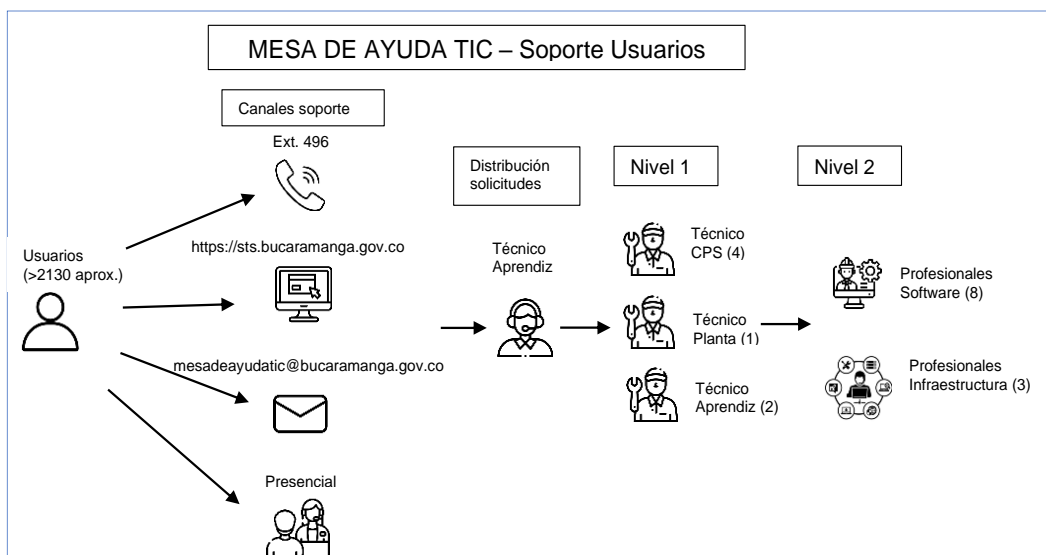 MESA DE AYUDA TIC – Soporte Usuarios
Canales soporte
Ext. 496
https://sts.bucaramanga.gov.co
mesadeayudatic@bucaramanga.gov.co
Presencial
Usuarios
(>2130 aprox.)
Distribución
solicitudes
Técnico
Aprendiz
Nivel 1
Técnico
CPS (4)
Técnico
Planta (1)
Técnico
Aprendiz (2)
Nivel 2
Profesionales
Software (8)
Profesionales
Infraestructura (3)